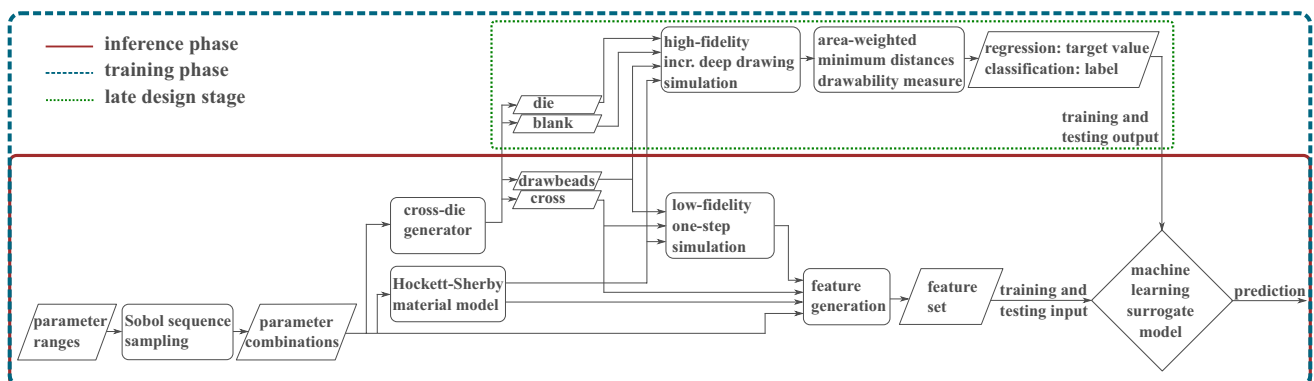 inference phase
training phase
late design stage
high-fidelity
incr. deep drawing
simulation
area-weighted
minimum distances
drawability measure
regression: target value
classification: label
die
blank
training and
testing output
drawbeads
cross
cross-die
generator
low-fidelity
one-step
simulation
Hockett-Sherby
material model
feature
generation
feature
set
training and
testing input
machine
learning
surrogate
model
prediction
parameter
ranges
Sobol sequence
sampling
parameter
combinations